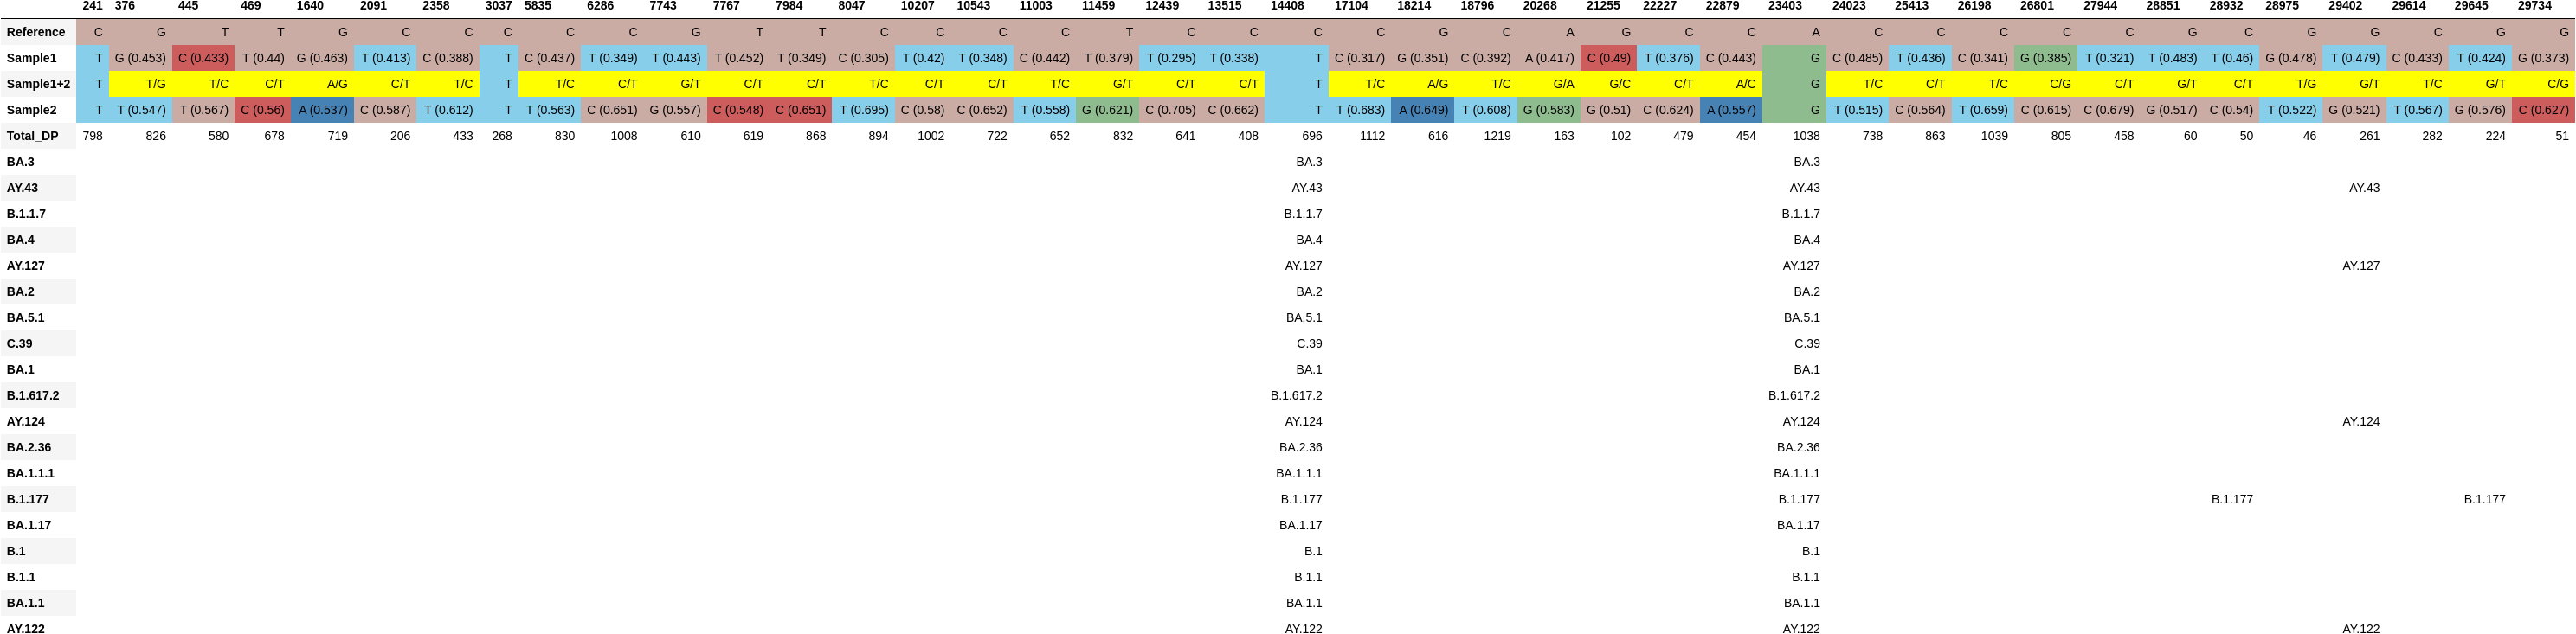 241 376 445 469 1640 2091 2358 3037 5835 6286 7743 7767 7984 8047 10207 10543 11003 11459 12439 13515 14408 17104 18214 18796 20268 21255 22227 22879 23403 24023 25413 26198 26801 27944 28851 28932 28975 29402 29614 29645 29734
Reference C G T T G C C C C C G T T C C C C T C C C C G C A G C C A C C C C C G C G G C G G
Sample1 T G (0.453) C (0.433) T (0.44) G (0.463) T (0.413) C (0.388) T C (0.437) T (0.349) T (0.443) T (0.452) T (0.349) C (0.305) T (0.42) T (0.348) C (0.442) T (0.379) T (0.295) T (0.338) T C (0.317) G (0.351) C (0.392) A (0.417) C (0.49) T (0.376) C (0.443) G C (0.485) T (0.436) C (0.341) G (0.385) T (0.321) T (0.483) T (0.46) G (0.478) T (0.479) C (0.433) T (0.424) G (0.373)
Sample1+2 T T/G T/C C/T A/G C/T T/C T T/C C/T G/T C/T C/T T/C C/T C/T T/C G/T C/T C/T T T/C A/G T/C G/A G/C C/T A/C G T/C C/T T/C C/G C/T G/T C/T T/G G/T T/C G/T C/G
Sample2 T T (0.547) T (0.567) C (0.56) A (0.537) C (0.587) T (0.612) T T (0.563) C (0.651) G (0.557) C (0.548) C (0.651) T (0.695) C (0.58) C (0.652) T (0.558) G (0.621) C (0.705) C (0.662) T T (0.683) A (0.649) T (0.608) G (0.583) G (0.51) C (0.624) A (0.557) G T (0.515) C (0.564) T (0.659) C (0.615) C (0.679) G (0.517) C (0.54) T (0.522) G (0.521) T (0.567) G (0.576) C (0.627)
Total_DP 798 826 580 678 719 206 433 268 830 1008 610 619 868 894 1002 722 652 832 641 408 696 1112 616 1219 163 102 479 454 1038 738 863 1039 805 458 60 50 46 261 282 224 51
BA.3 BA.3 BA.3
AY.43 AY.43 AY.43 AY.43
B.1.1.7 B.1.1.7 B.1.1.7
BA.4 BA.4 BA.4
AY.127 AY.127 AY.127 AY.127
BA.2 BA.2 BA.2
BA.5.1 BA.5.1 BA.5.1
C.39 C.39 C.39
BA.1 BA.1 BA.1
B.1.617.2 B.1.617.2 B.1.617.2
AY.124 AY.124 AY.124 AY.124
BA.2.36 BA.2.36 BA.2.36
BA.1.1.1 BA.1.1.1 BA.1.1.1
B.1.177 B.1.177 B.1.177 B.1.177 B.1.177
BA.1.17 BA.1.17 BA.1.17
B.1 B.1 B.1
B.1.1 B.1.1 B.1.1
BA.1.1 BA.1.1 BA.1.1
AY.122 AY.122 AY.122 AY.122